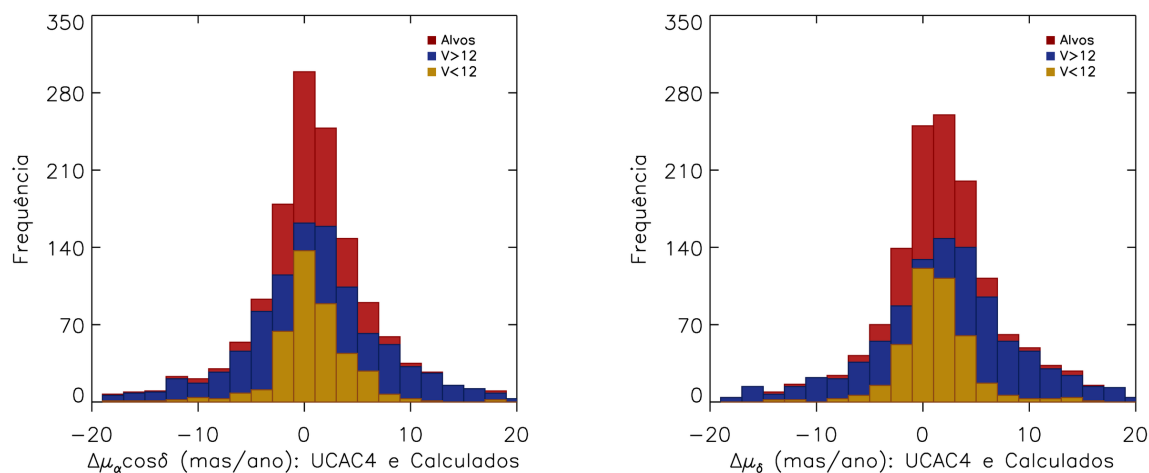 350
280
210
140
70
0
Frequência
Alvos
V>12
V<12
-20 -10 0 10 20
Δμαcosδ (mas/ano): UCAC4 e Calculados
350
280
210
140
70
0
Frequência
Alvos
V>12
V<12
-20 -10 0 10 20
Δμδ (mas/ano): UCAC4 e Calculados